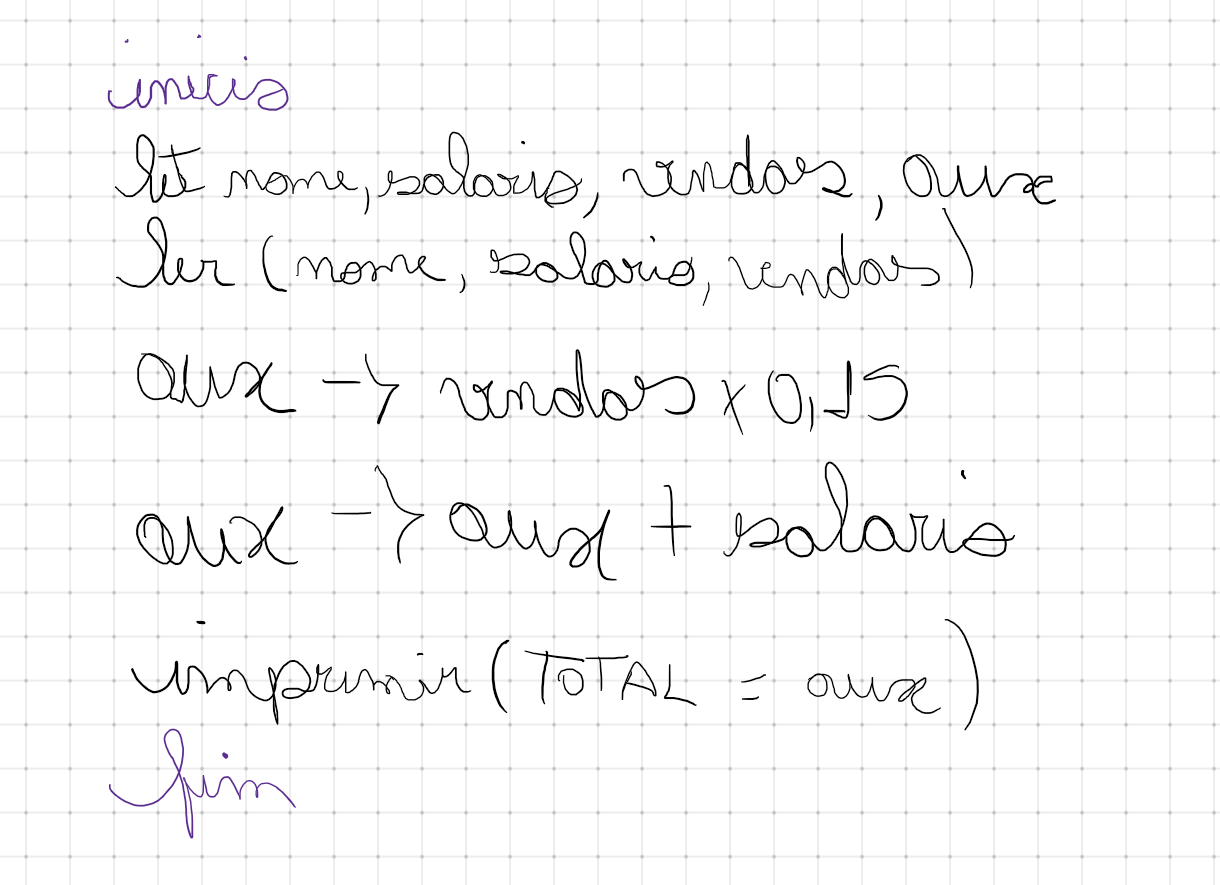 inicio
let nome, salario, vendas, aux
ler (nome, salario, vendas)
aux -> vendas x 0,15
aux -> aux + salario
imprimir (TOTAL = aux)
fim